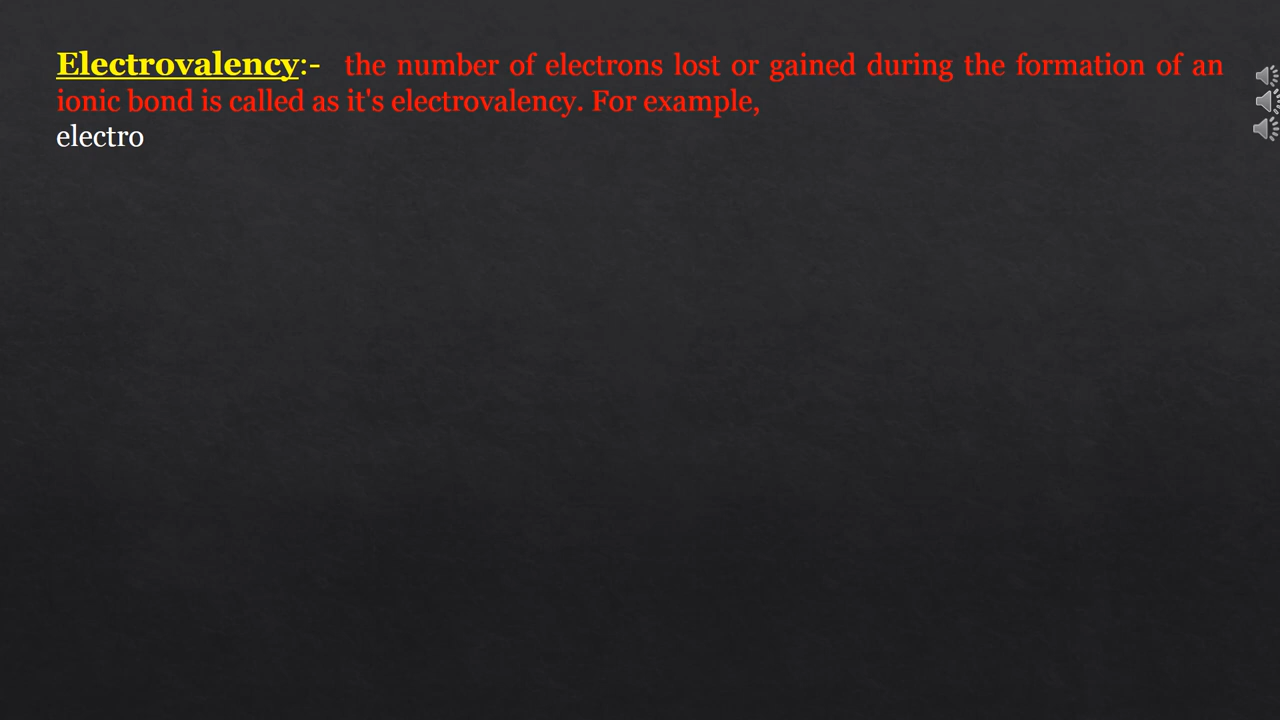 Electrovalency:- the number of electrons lost or gained during the formation of an
ionic bond is called as it's electrovalency. For example,
electro